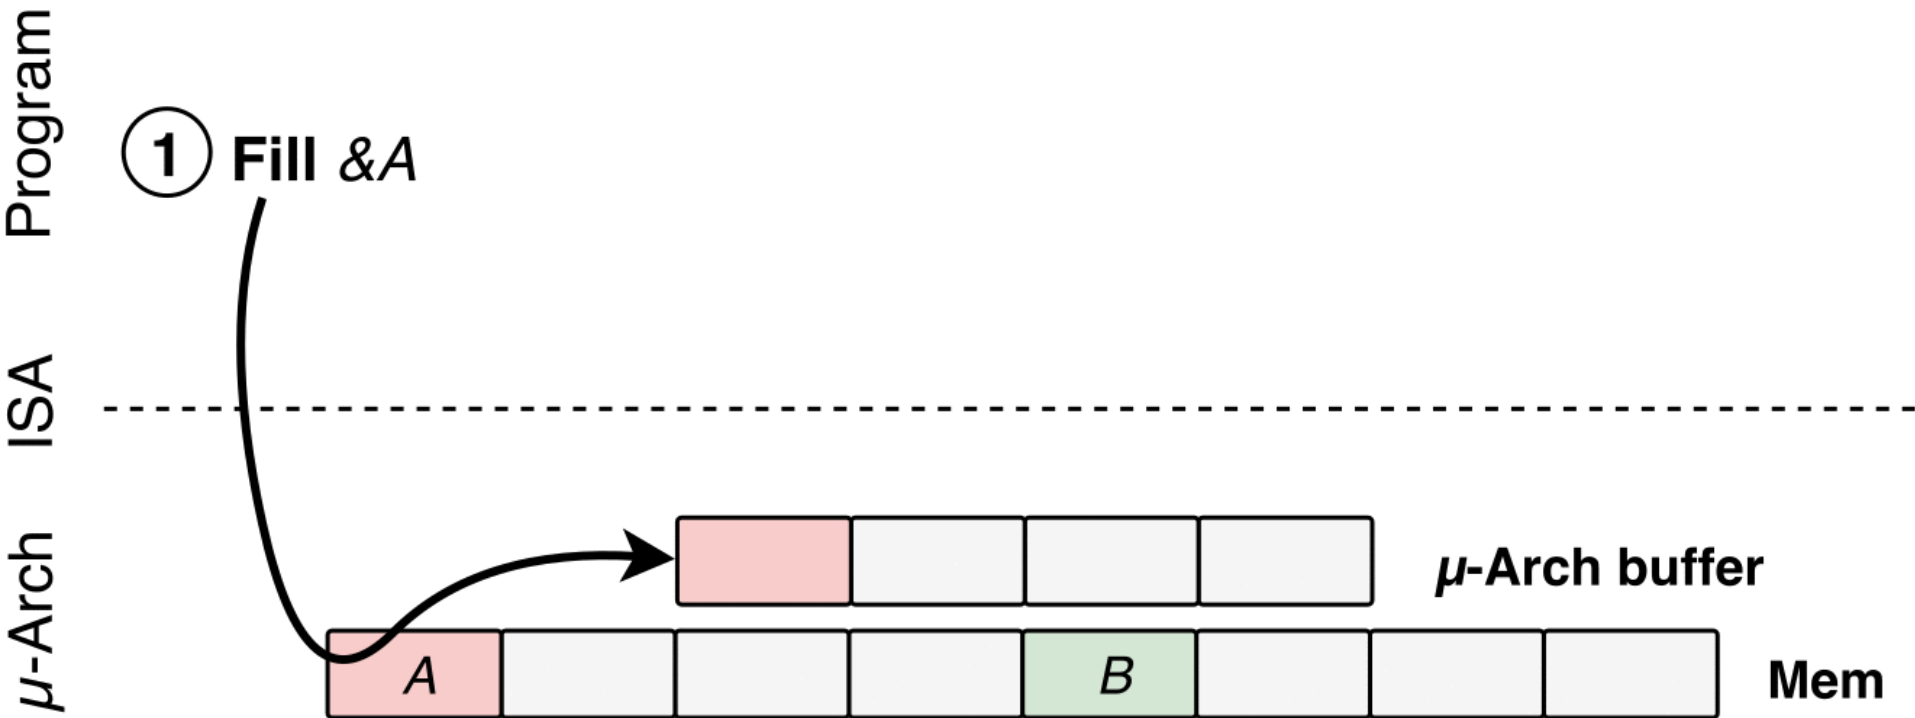 Program
① Fill &A
ISA
μ-Arch
μ-Arch buffer
A
B
Mem